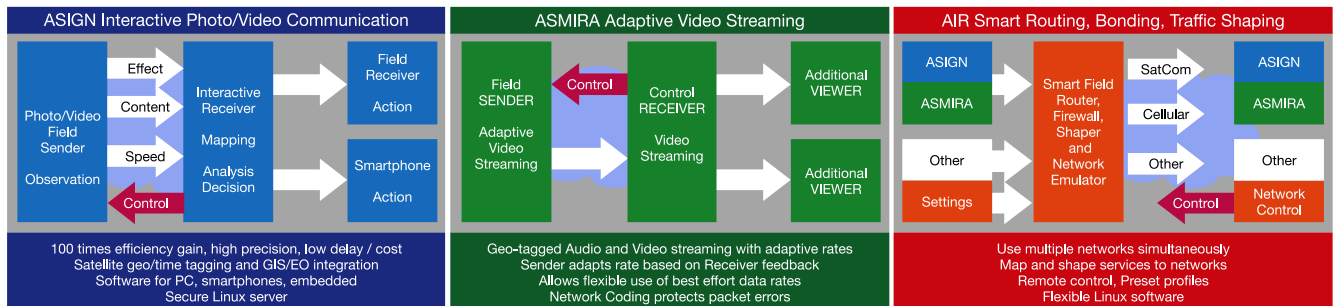 ASIGN Interactive Photo/Video Communication
Photo/Video
Field
Sender
Observation
Effect
Content
Speed
Control
Interactive
Receiver
Mapping
Analysis
Decision
Field
Receiver
Action
Smartphone
Action
100 times efficiency gain, high precision, low delay / cost
Satellite geo/time tagging and GIS/EO integration
Software for PC, smartphones, embedded
Secure Linux server
ASMIRA Adaptive Video Streaming
Field
SENDER
Adaptive
Video
Streaming
Control
Control
RECEIVER
Video
Streaming
Additional
VIEWER
Additional
VIEWER
Geo-tagged Audio and Video streaming with adaptive rates
Sender adapts rate based on Receiver feedback
Allows flexible use of best effort data rates
Network Coding protects packet errors
AIR Smart Routing, Bonding, Traffic Shaping
ASIGN
ASMIRA
Other
Settings
Smart Field
Router,
Firewall,
Shaper
and
Network
Emulator
SatCom
Cellular
Other
Control
ASIGN
ASMIRA
Other
Network
Control
Use multiple networks simultaneously
Map and shape services to networks
Remote control, Preset profiles
Flexible Linux software